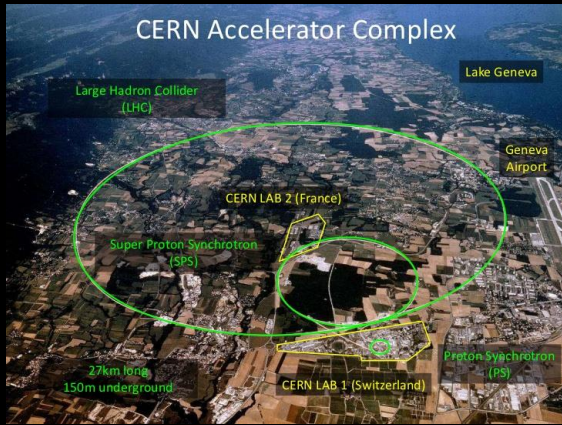 CERN Accelerator Complex
Lake Geneva
Large Hadron Collider
(LHC)
Geneva
Airport
CERN LAB 2 (France)
Super Proton Synchrotron
(SPS)
27km long
150m underground
Proton Synchrotron
(PS)
CERN LAB 1 (Switzerland)